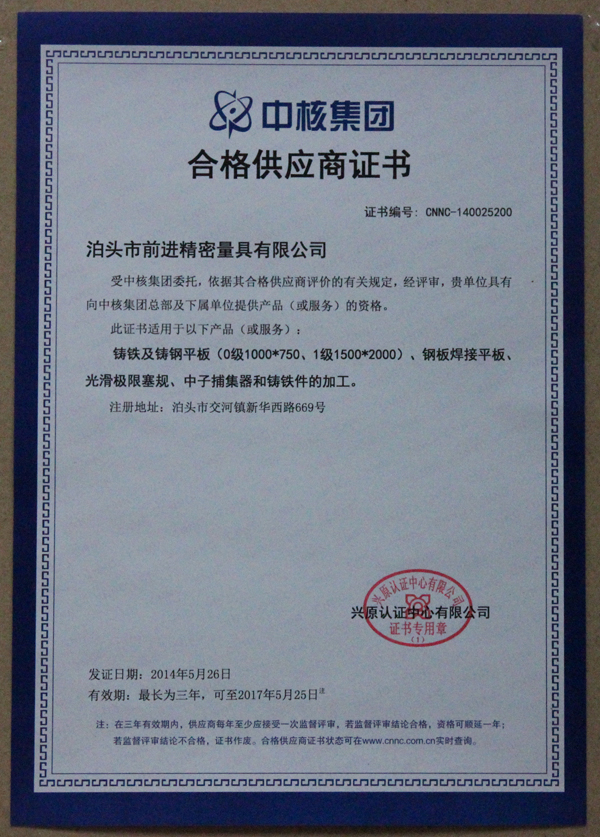 中核集团
合格供应商证书
证书编号: CNNC-140025200
泊头市前进精密量具有限公司
受中核集团委托，依据其合格供应商评价的有关规定，经评审，贵单位具有
向中核集团总部及下属单位提供产品（或服务）的资格。
此证书适用于以下产品（或服务）:
铸铁及铸钢平板（0级1000*750、1级1500*2000）、钢板焊接平板、
光滑极限塞规、中子捕集器和铸铁件的加工。
注册地址: 泊头市交河镇新华西路669号
兴原认证中心有限公司
兴原认证中心有限公司
证书专用章
(1)
发证日期: 2014年5月26日
有效期: 最长为三年，可至2017年5月25日注
注: 在三年有效期内，供应商每年至少应接受一次监督评审，若监督评审结论合格，资格可顺延一年;
若监督评审结论不合格，证书作废。合格供应商证书状态可在www.cnnc.com.cn实时查询。